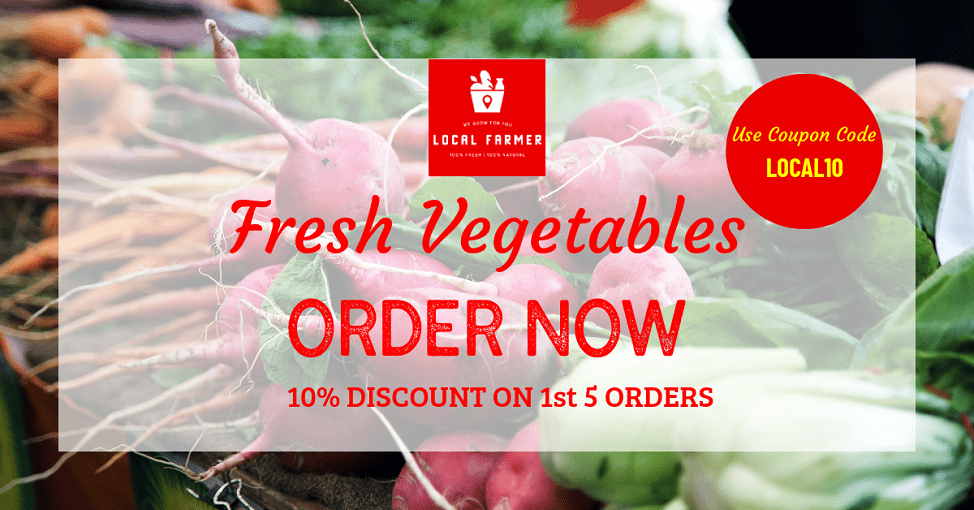 WE GROW FOR YOU
LOCAL FARMER
100% FRESH | 100% NATURAL
Use Coupon Code
LOCAL10
Fresh Vegetables
ORDER NOW
10% DISCOUNT ON 1st 5 ORDERS